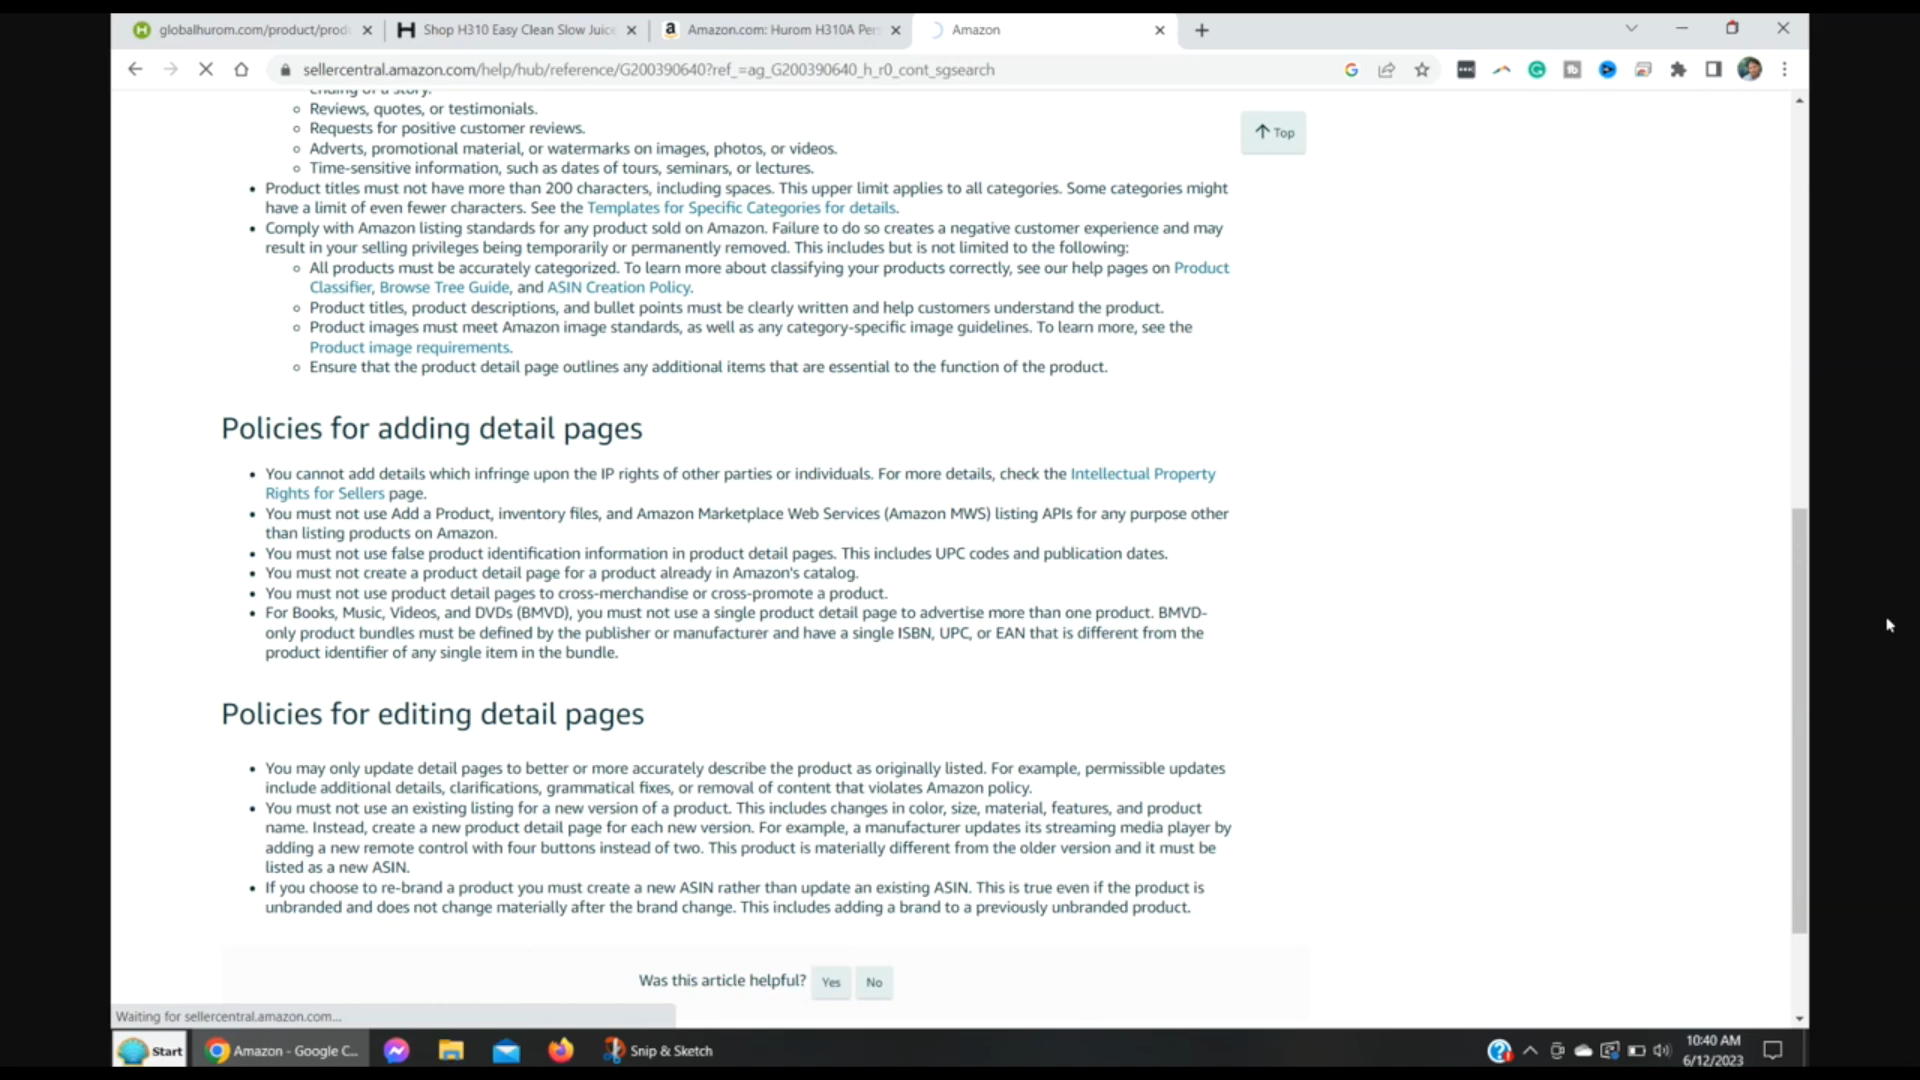 globalhurom.com/product/prod
Shop H310 Easy Clean Slow Juice
Amazon.com: Hurom H310A Per
Amazon
sellercentral.amazon.com/help/hub/reference/G200390640?ref_=ag_G200390640_h_r0_cont_sgsearch
ending of a story.
Reviews, quotes, or testimonials.
Requests for positive customer reviews.
Adverts, promotional material, or watermarks on images, photos, or videos.
Time-sensitive information, such as dates of tours, seminars, or lectures.
Top
Product titles must not have more than 200 characters, including spaces. This upper limit applies to all categories. Some categories might
have a limit of even fewer characters. See the Templates for Specific Categories for details.
Comply with Amazon listing standards for any product sold on Amazon. Failure to do so creates a negative customer experience and may
result in your selling privileges being temporarily or permanently removed. This includes but is not limited to the following:
All products must be accurately categorized. To learn more about classifying your products correctly, see our help pages on Product
Classifier, Browse Tree Guide, and ASIN Creation Policy.
Product titles, product descriptions, and bullet points must be clearly written and help customers understand the product.
Product images must meet Amazon image standards, as well as any category-specific image guidelines. To learn more, see the
Product image requirements.
Ensure that the product detail page outlines any additional items that are essential to the function of the product.
Policies for adding detail pages
You cannot add details which infringe upon the IP rights of other parties or individuals. For more details, check the Intellectual Property
Rights for Sellers page.
You must not use Add a Product, inventory files, and Amazon Marketplace Web Services (Amazon MWS) listing APIs for any purpose other
than listing products on Amazon.
You must not use false product identification information in product detail pages. This includes UPC codes and publication dates.
You must not create a product detail page for a product already in Amazon's catalog.
You must not use product detail pages to cross-merchandise or cross-promote a product.
For Books, Music, Videos, and DVDs (BMVD), you must not use a single product detail page to advertise more than one product. BMVD-
only product bundles must be defined by the publisher or manufacturer and have a single ISBN, UPC, or EAN that is different from the
product identifier of any single item in the bundle.
Policies for editing detail pages
You may only update detail pages to better or more accurately describe the product as originally listed. For example, permissible updates
include additional details, clarifications, grammatical fixes, or removal of content that violates Amazon policy.
You must not use an existing listing for a new version of a product. This includes changes in color, size, material, features, and product
name. Instead, create a new product detail page for each new version. For example, a manufacturer updates its streaming media player by
adding a new remote control with four buttons instead of two. This product is materially different from the older version and it must be
listed as a new ASIN.
If you choose to re-brand a product you must create a new ASIN rather than update an existing ASIN. This is true even if the product is
unbranded and does not change materially after the brand change. This includes adding a brand to a previously unbranded product.
Was this article helpful? Yes No
Waiting for sellercentral.amazon.com...
Start
Amazon - Google C...
Snip & Sketch
10:40 AM
6/12/2023